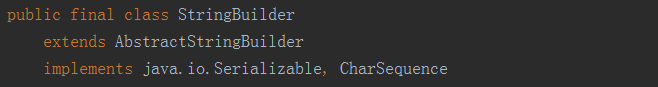 public final class StringBuilder
extends AbstractStringBuilder
implements java.io.Serializable, CharSequence